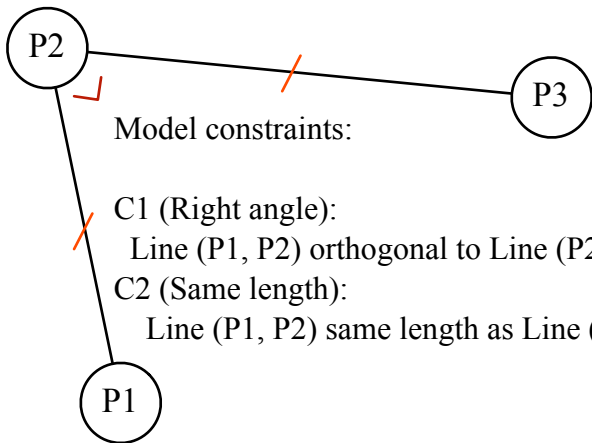 P2
P3
Model constraints:
C1 (Right angle):
Line (P1, P2) orthogonal to Line (P2
C2 (Same length):
Line (P1, P2) same length as Line (
P1